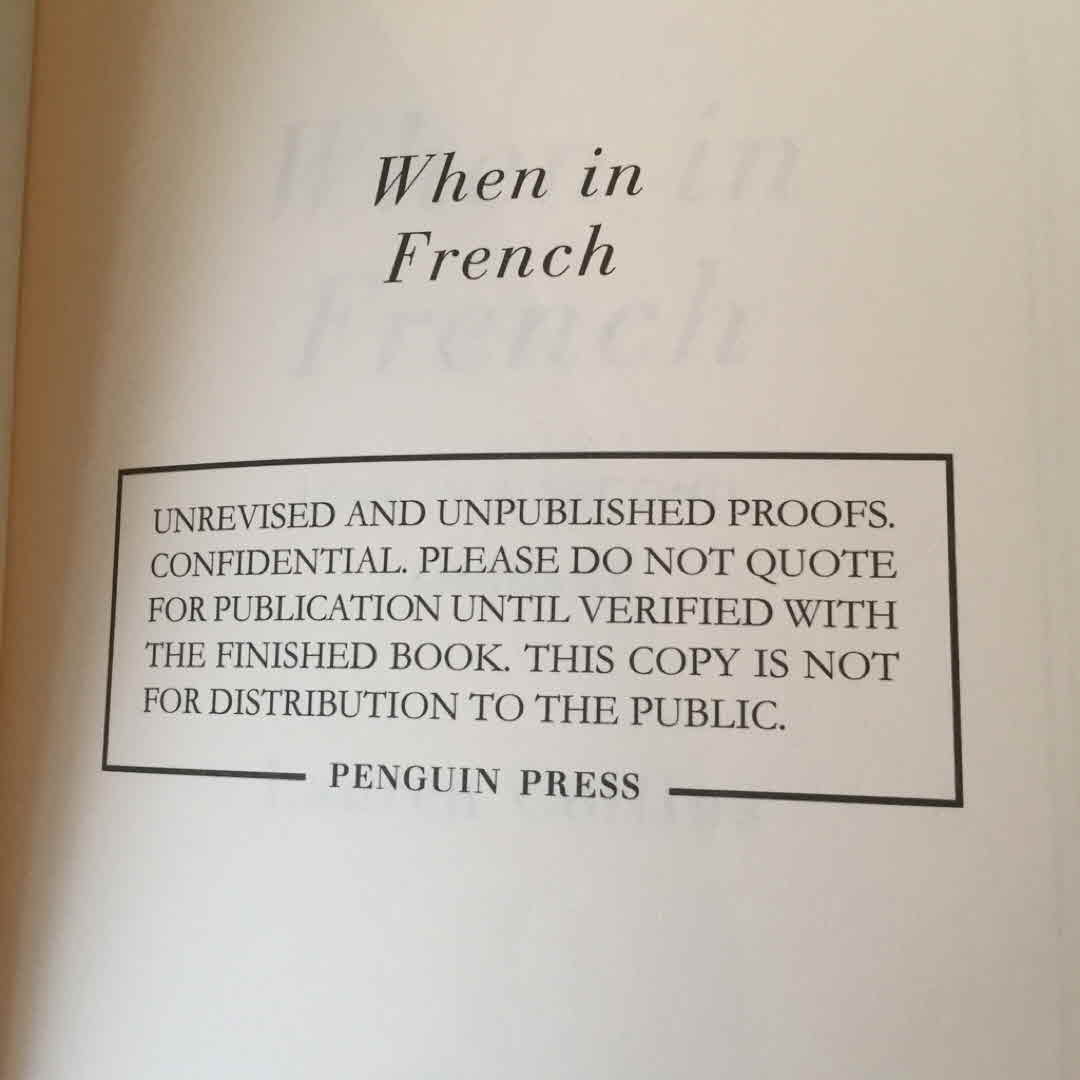 When in
French
UNREVISED AND UNPUBLISHED PROOFS.
CONFIDENTIAL. PLEASE DO NOT QUOTE
FOR PUBLICATION UNTIL VERIFIED WITH
THE FINISHED BOOK. THIS COPY IS NOT
FOR DISTRIBUTION TO THE PUBLIC.
PENGUIN PRESS